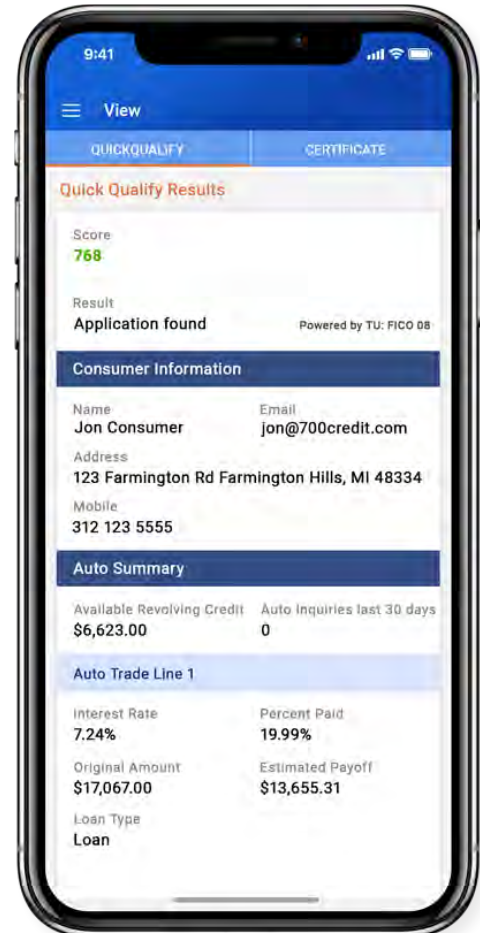 9:41
View
QUICKQUALIFY CERTIFICATE
Quick Qualify Results
Score
768
Result
Application found Powered by TU: FICO 08
Consumer Information
Name Email
Jon Consumer jon@700credit.com
Address
123 Farmington Rd Farmington Hills, MI 48334
Mobile
312 123 5555
Auto Summary
Available Revolving Credit Auto Inquiries last 30 days
$6,623.00 0
Auto Trade Line 1
Interest Rate Percent Paid
7.24% 19.99%
Original Amount Estimated Payoff
$17,067.00 $13,655.31
Loan Type
Loan